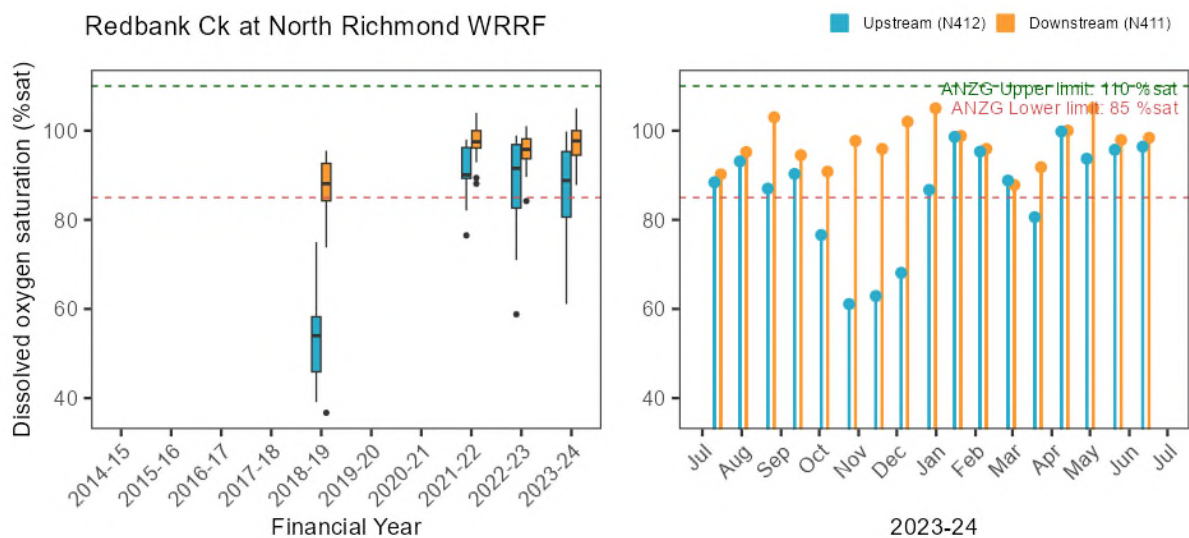 Redbank Ck at North Richmond WRRF
Upstream (N412) Downstream (N411)
Dissolved oxygen saturation (%sat)
100
80
60
40
2014-15
2015-16
2016-17
2017-18
2018-19
2019-20
2020-21
2021-22
2022-23
2023-24
Financial Year
ANZG Upper limit: 110 %sat
ANZG Lower limit: 85 %sat
100
80
60
40
Jul
Aug
Sep
Oct
Nov
Dec
Jan
Feb
Mar
Apr
May
Jun
Jul
2023-24